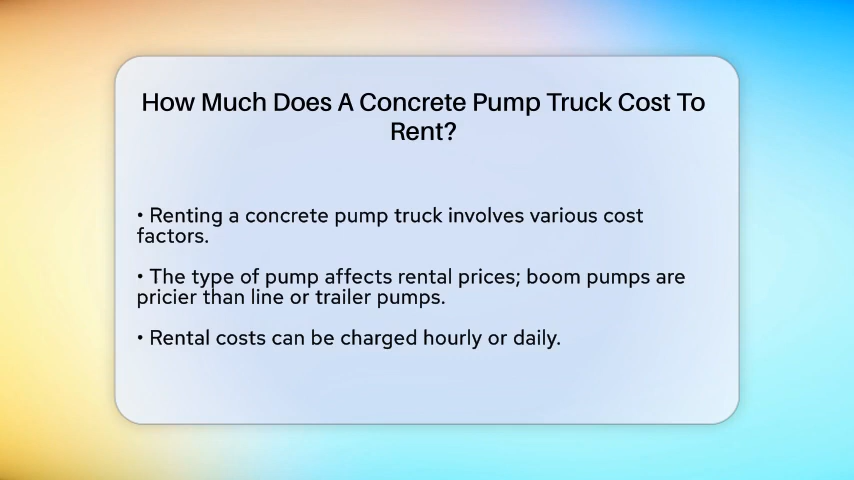 How Much Does A Concrete Pump Truck Cost To
Rent?
• Renting a concrete pump truck involves various cost
factors.
• The type of pump affects rental prices; boom pumps are
pricier than line or trailer pumps.
• Rental costs can be charged hourly or daily.